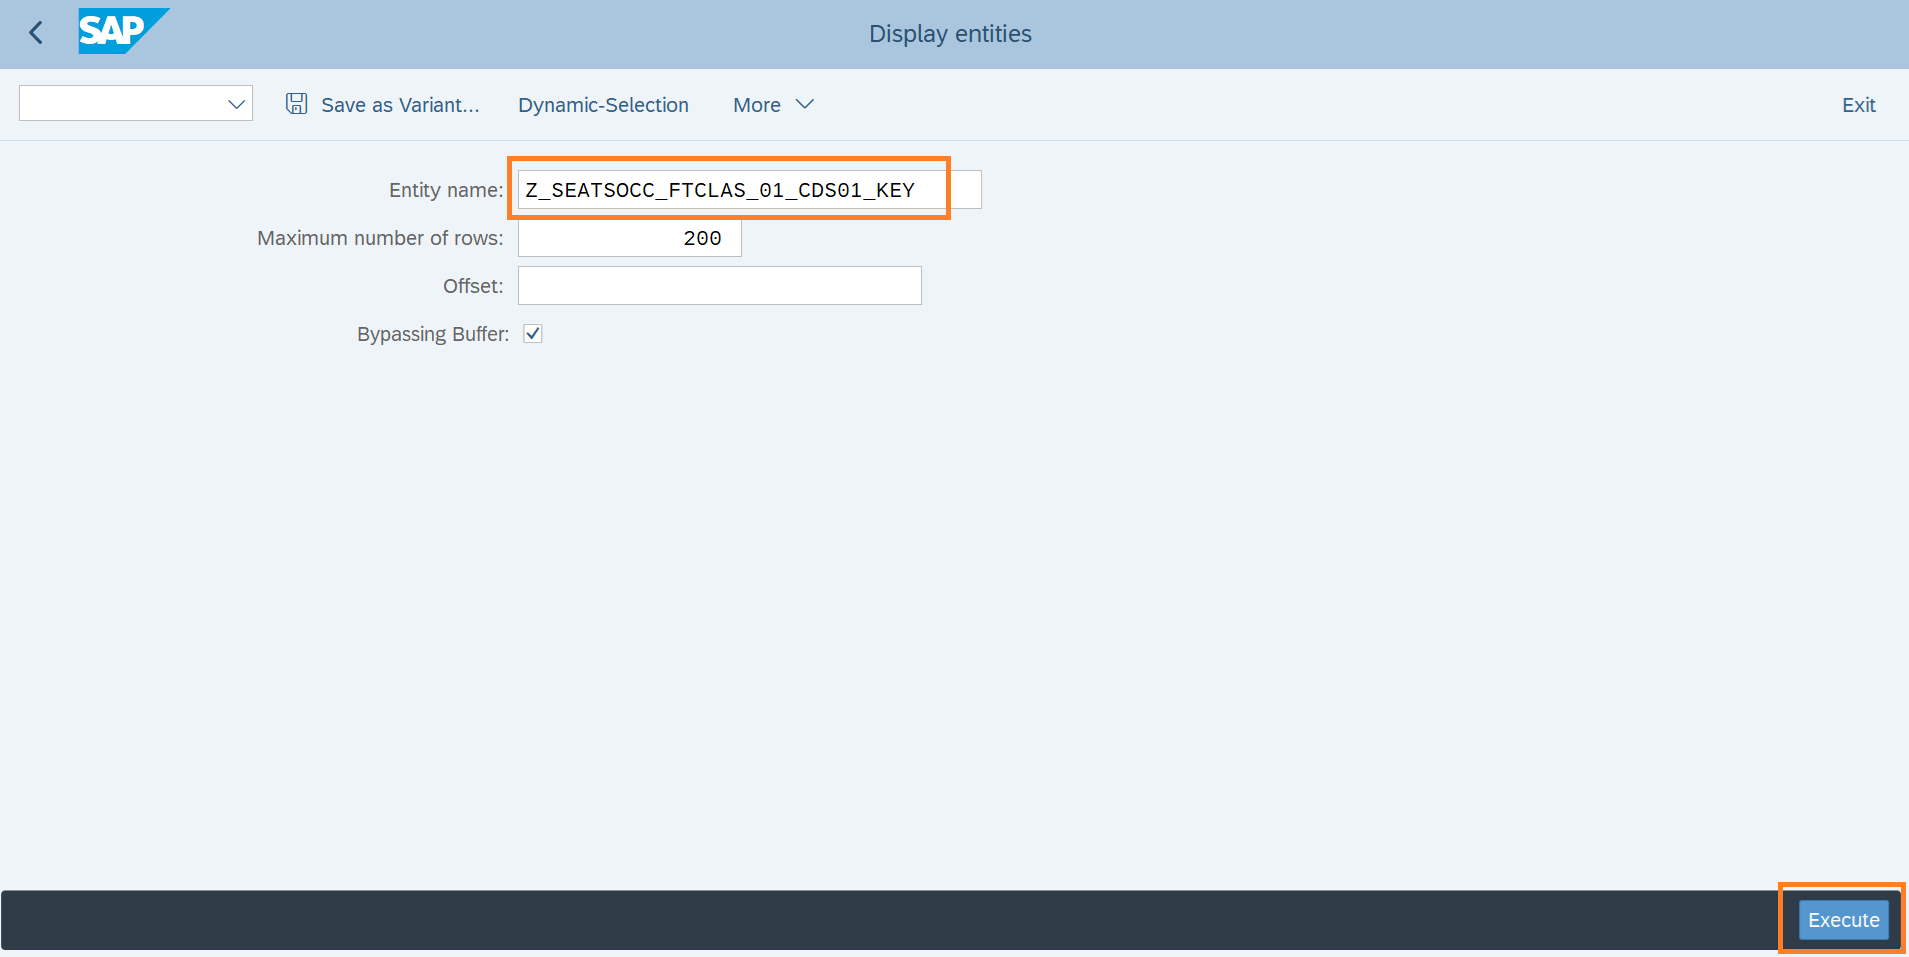 SAP
Display entities
Save as Variant... Dynamic-Selection More Exit
Entity name: Z_SEATSOCC_FTCLAS_01_CDS01_KEY
Maximum number of rows: 200
Offset:
Bypassing Buffer:
Execute